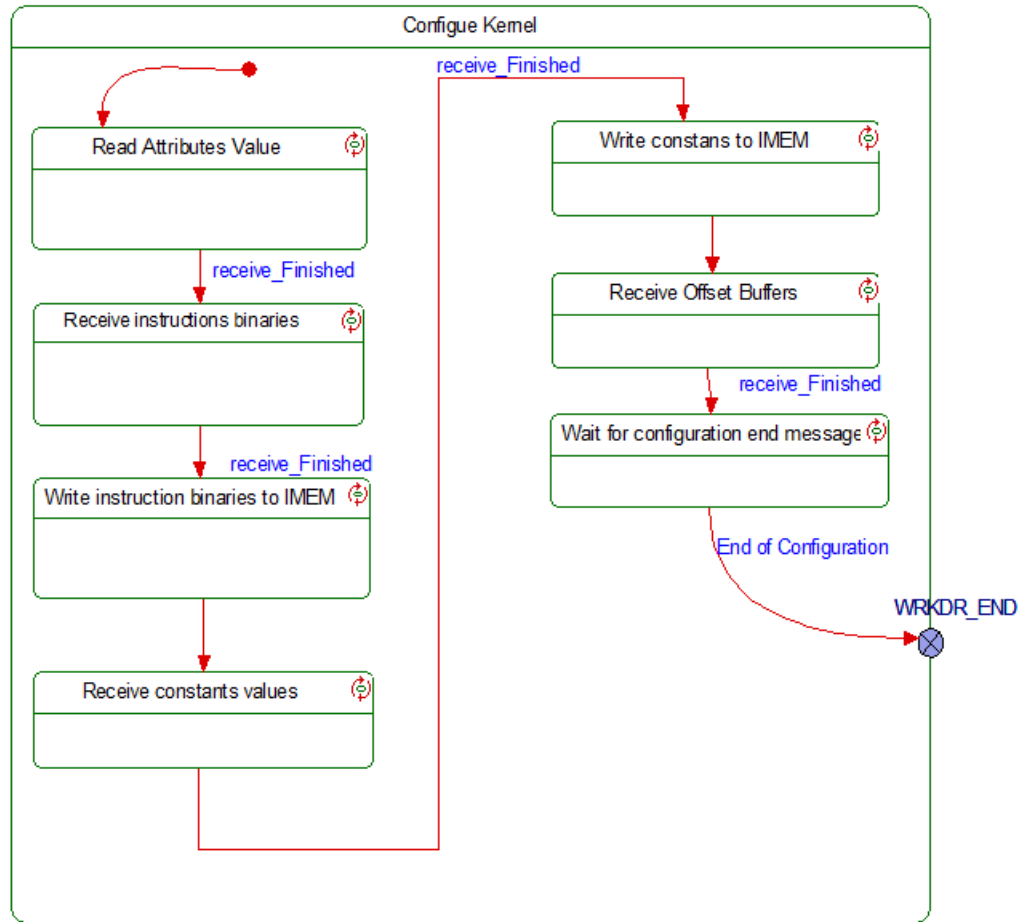 Configue Kernel
receive_Finished
Read Attributes Value
receive_Finished
Receive instructions binaries
receive_Finished
Write instruction binaries to IMEM
Receive constants values
Write constans to IMEM
Receive Offset Buffers
receive_Finished
Wait for configuration end message
End of Configuration
WRKDR_END